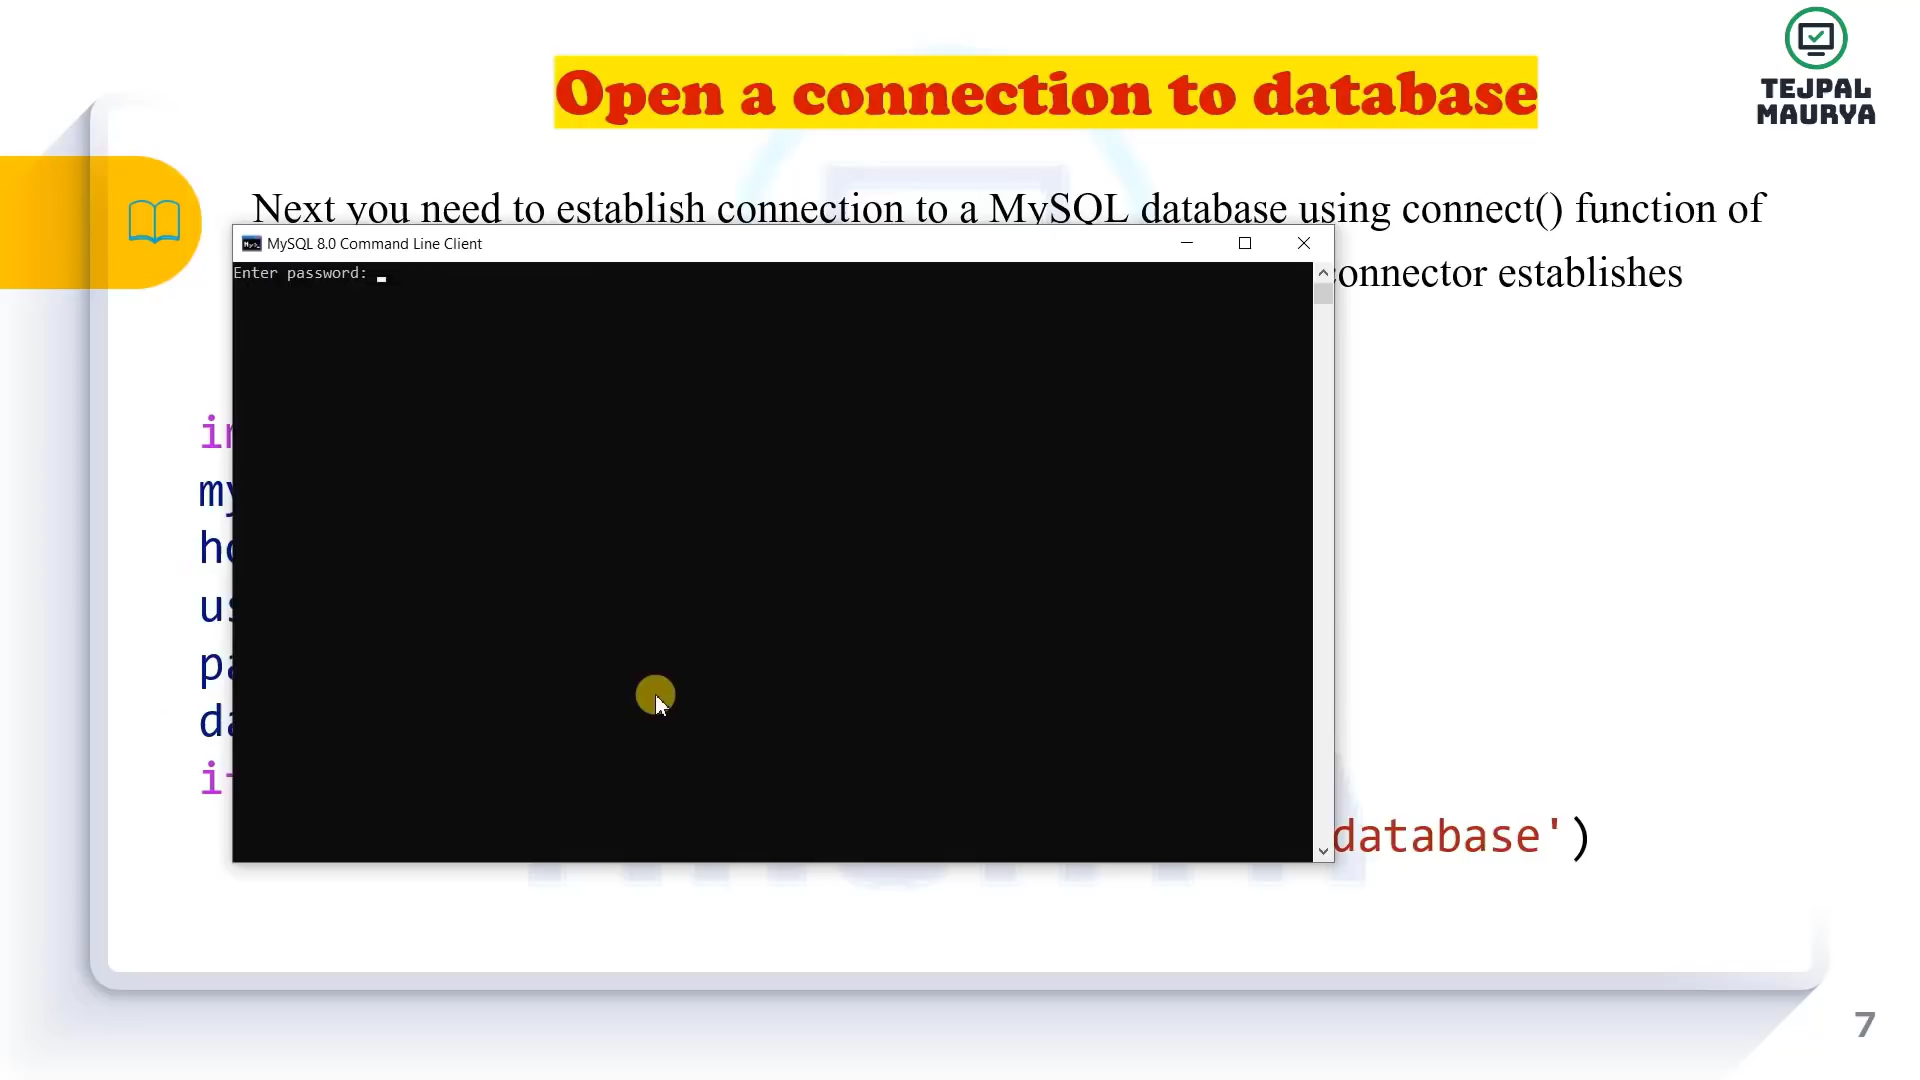 TEJPAL
MAURYA
Open a connection to database
Next you need to establish connection to a MySQL database using connect() function of
MySQL 8.0 Command Line Client
Enter password:
onnector establishes
database')
7